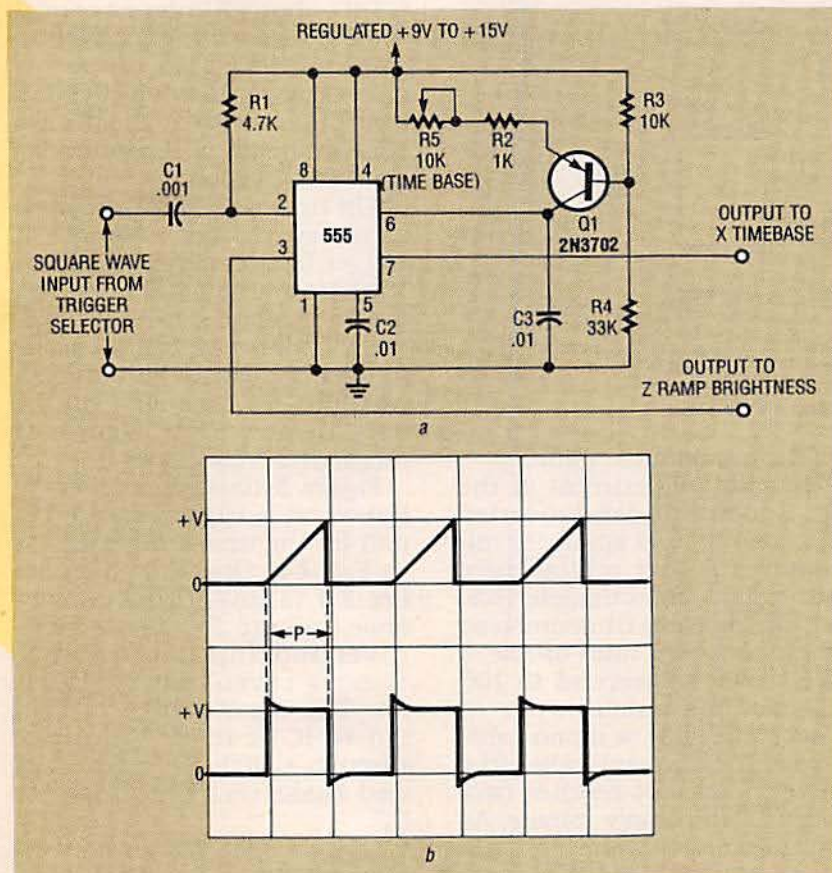 REGULATED +9V TO +15V
R1
4.7K
R5
10K
(TIME BASE)
R2
1K
R3
10K
C1
.001
8
4
2
6
555
3
7
1
5
Q1
2N3702
OUTPUT TO
X TIMEBASE
SQUARE WAVE
INPUT FROM
TRIGGER
SELECTOR
C2
.01
C3
.01
R4
33K
OUTPUT TO
Z RAMP BRIGHTNESS
a
+V
0
P
+V
0
b